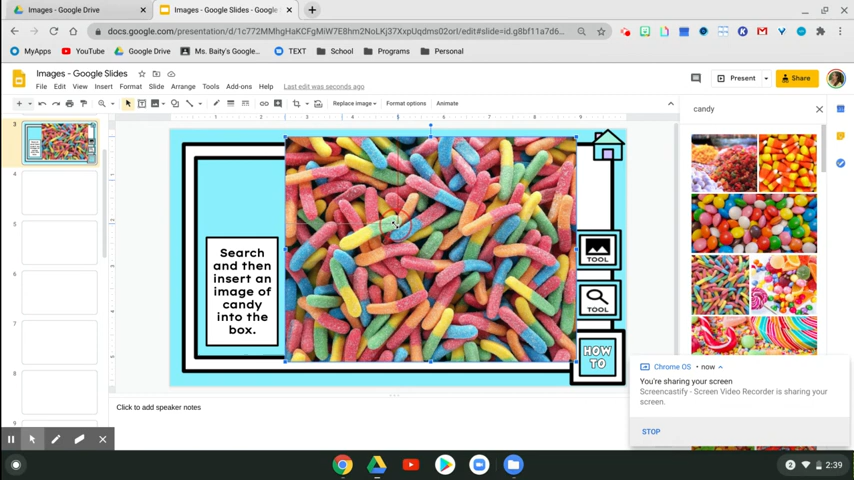 Images - Google Drive
Images - Google Slides - Google S
docs.google.com/presentation/d/
MyApps
YouTube
Google Drive
Ms. Baity's Google...
TEXT
School
Programs
Personal
Images - Google Slides
File Edit View Insert Format Slide Arrange Tools Add-ons Help Last edit was seconds ago
Present
Share
Replace image
Format options
Animate
candy
3
4
5
6
7
8
9
Search
and then
insert an
image of
candy
into the
box.
TOOL
TOOL
HOW
TO
Click to add speaker notes
Chrome OS • now
You're sharing your screen
Screencastify - Screen Video Recorder is sharing your
screen.
STOP
2
2:39